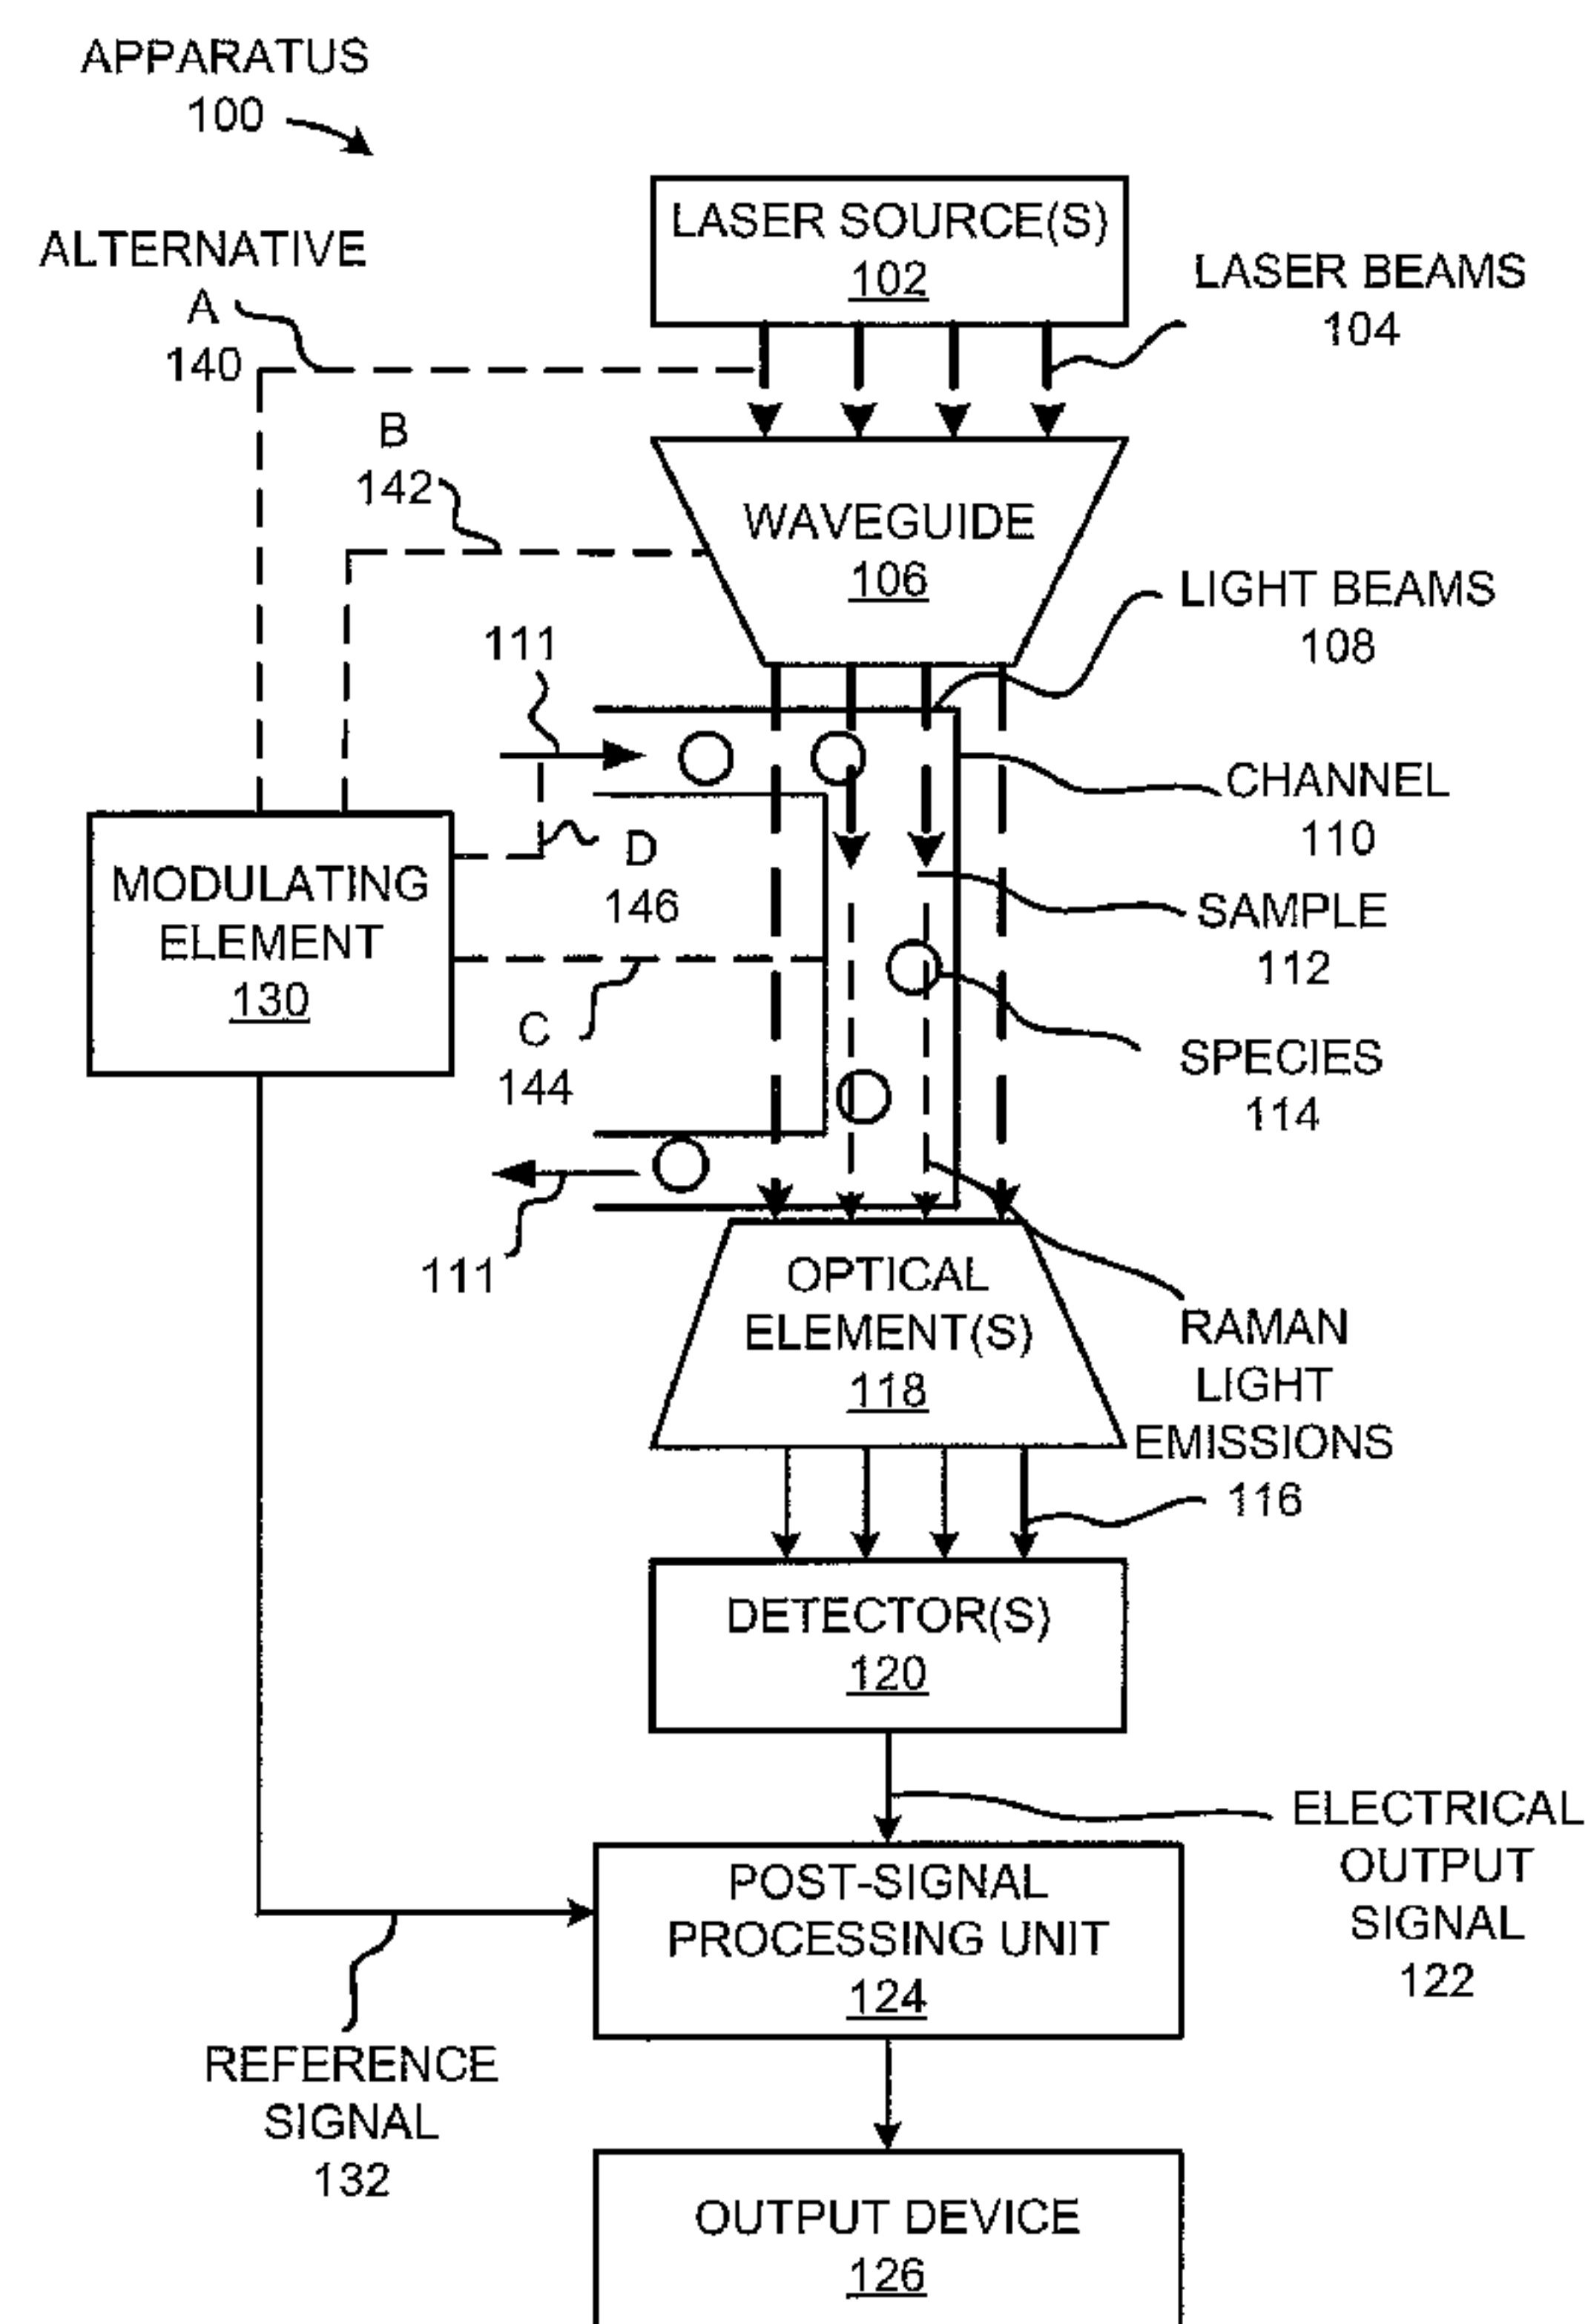 APPARATUS
100
ALTERNATIVE
A
140
LASER SOURCE(S)
102
LASER BEAMS
104
B
142
WAVEGUIDE
106
LIGHT BEAMS
108
111
CHANNEL
110
MODULATING
ELEMENT
130
D
146
SAMPLE
112
C
144
SPECIES
114
111
OPTICAL
ELEMENT(S)
118
RAMAN
LIGHT
EMISSIONS
116
DETECTOR(S)
120
ELECTRICAL
OUTPUT
SIGNAL
122
POST-SIGNAL
PROCESSING UNIT
124
REFERENCE
SIGNAL
132
OUTPUT DEVICE
126